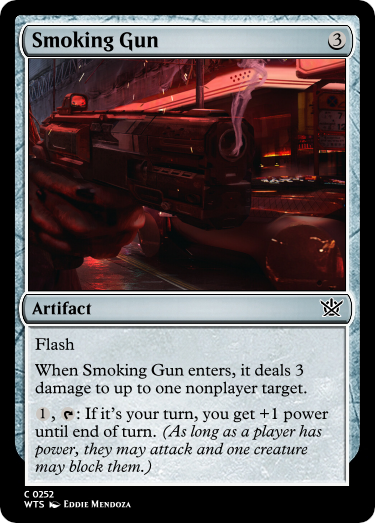 Smoking Gun 3
Artifact
Flash
When Smoking Gun enters, it deals 3
damage to up to one nonplayer target.
1, : If it's your turn, you get +1 power
until end of turn. (As long as a player has
power, they may attack and one creature
may block them.)
C 0252
WTS Eddie Mendoza